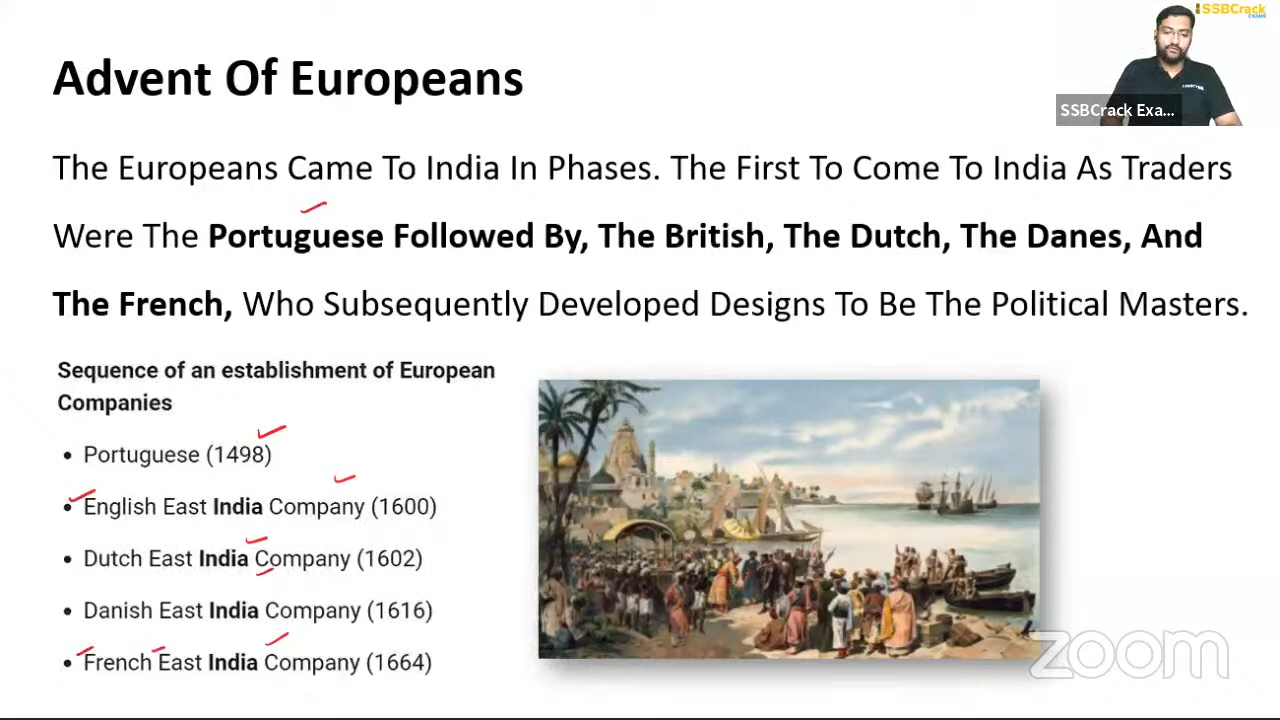 SSBCrack
EXAMS
Advent Of Europeans
SSBCrack Exa...
The Europeans Came To India In Phases. The First To Come To India As Traders
Were The Portuguese Followed By, The British, The Dutch, The Danes, And
The French, Who Subsequently Developed Designs To Be The Political Masters.
Sequence of an establishment of European
Companies
• Portuguese (1498)
• English East India Company (1600)
• Dutch East India Company (1602)
• Danish East India Company (1616)
• French East India Company (1664)
zoom